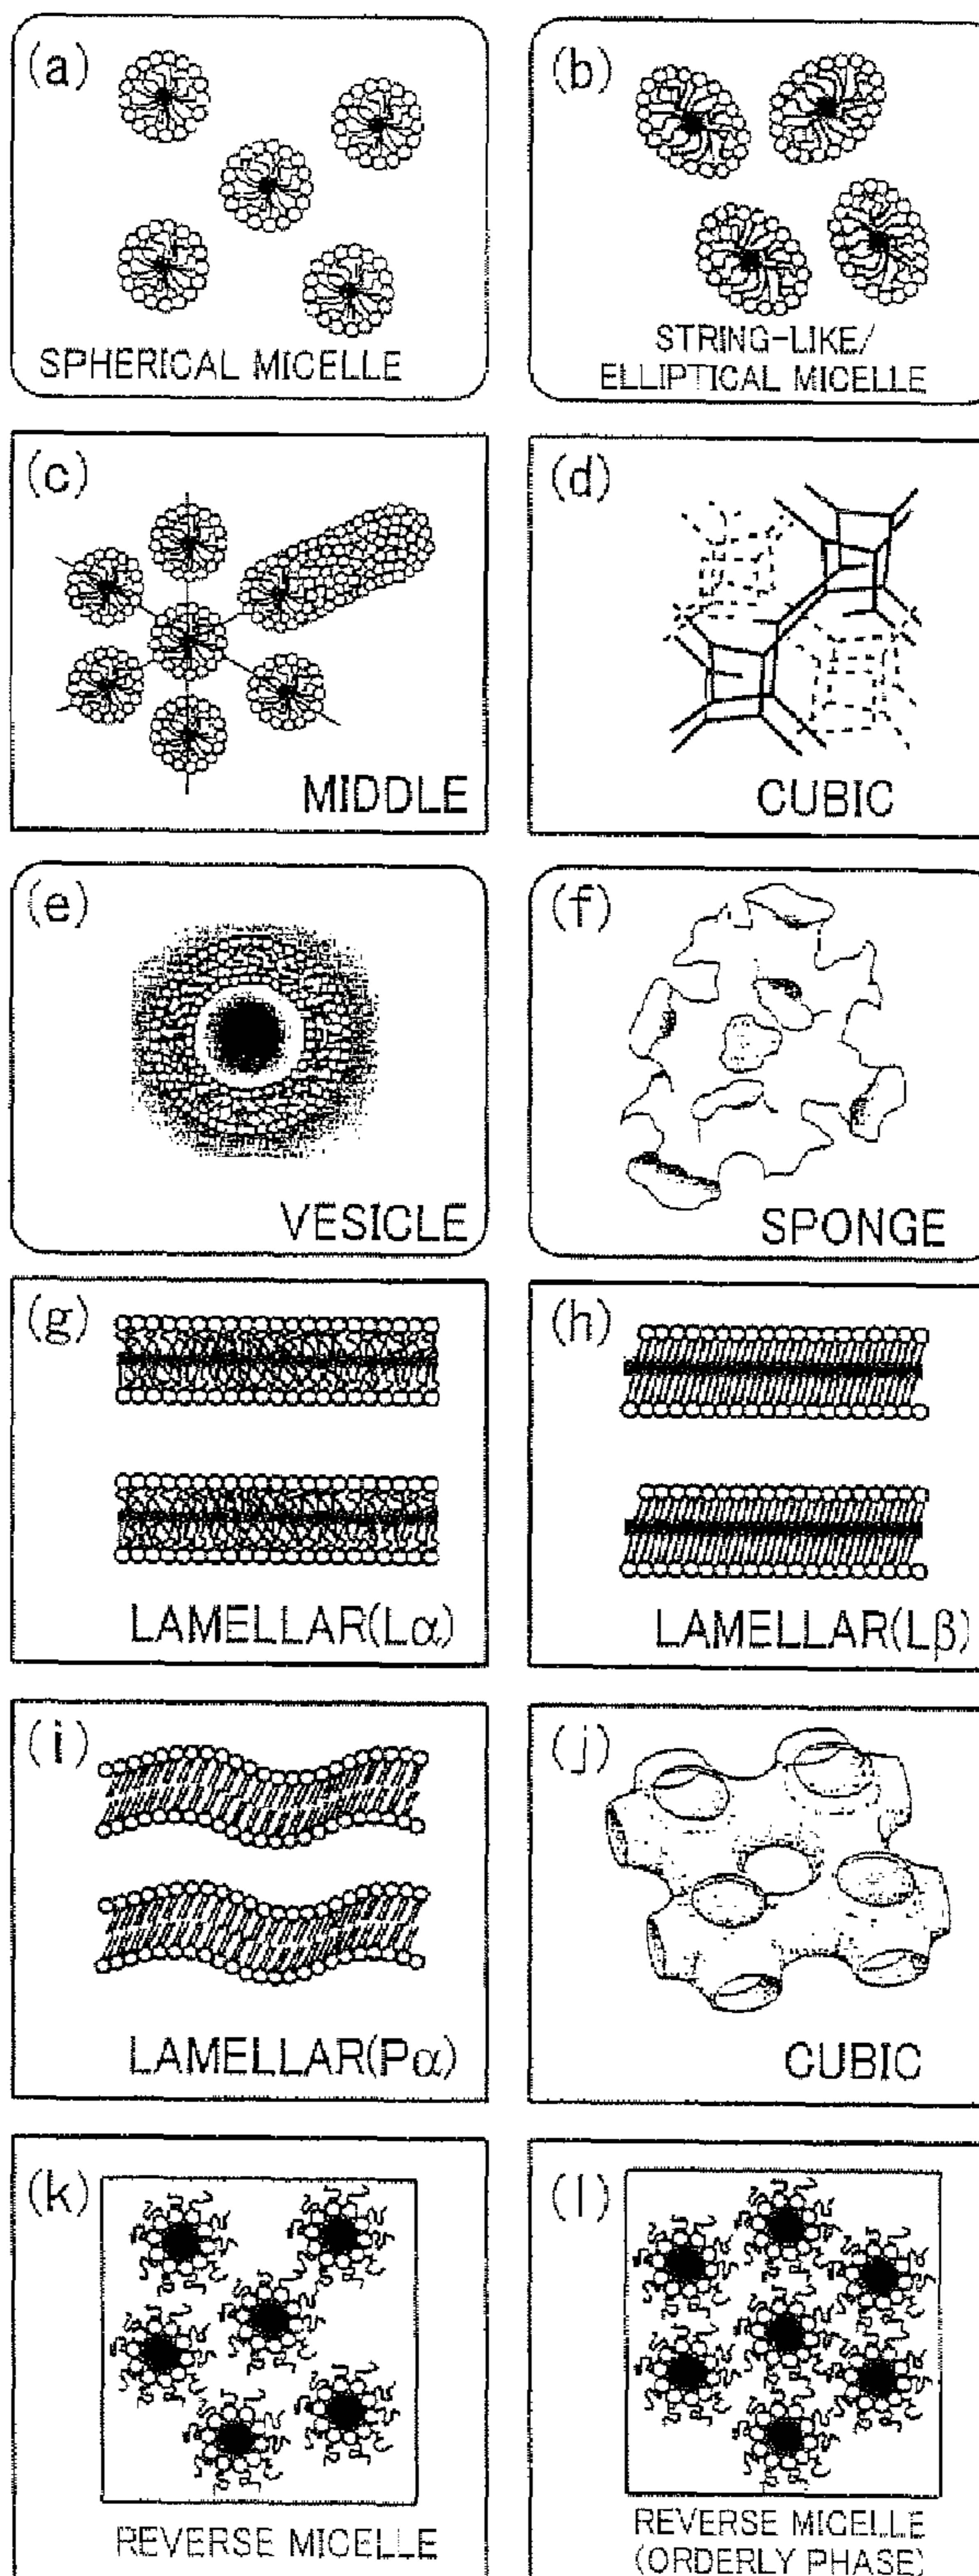 (a)
SPHERICAL MICELLE
(b)
STRING-LIKE/
ELLIPTICAL MICELLE
(c)
MIDDLE
(d)
CUBIC
(e)
VESICLE
(f)
SPONGE
(g)
LAMELLAR(Lα)
(h)
LAMELLAR(Lβ)
(i)
LAMELLAR(Pα)
(j)
CUBIC
(k)
REVERSE MICELLE
(l)
REVERSE MICELLE
(ORDERLY PHASE)